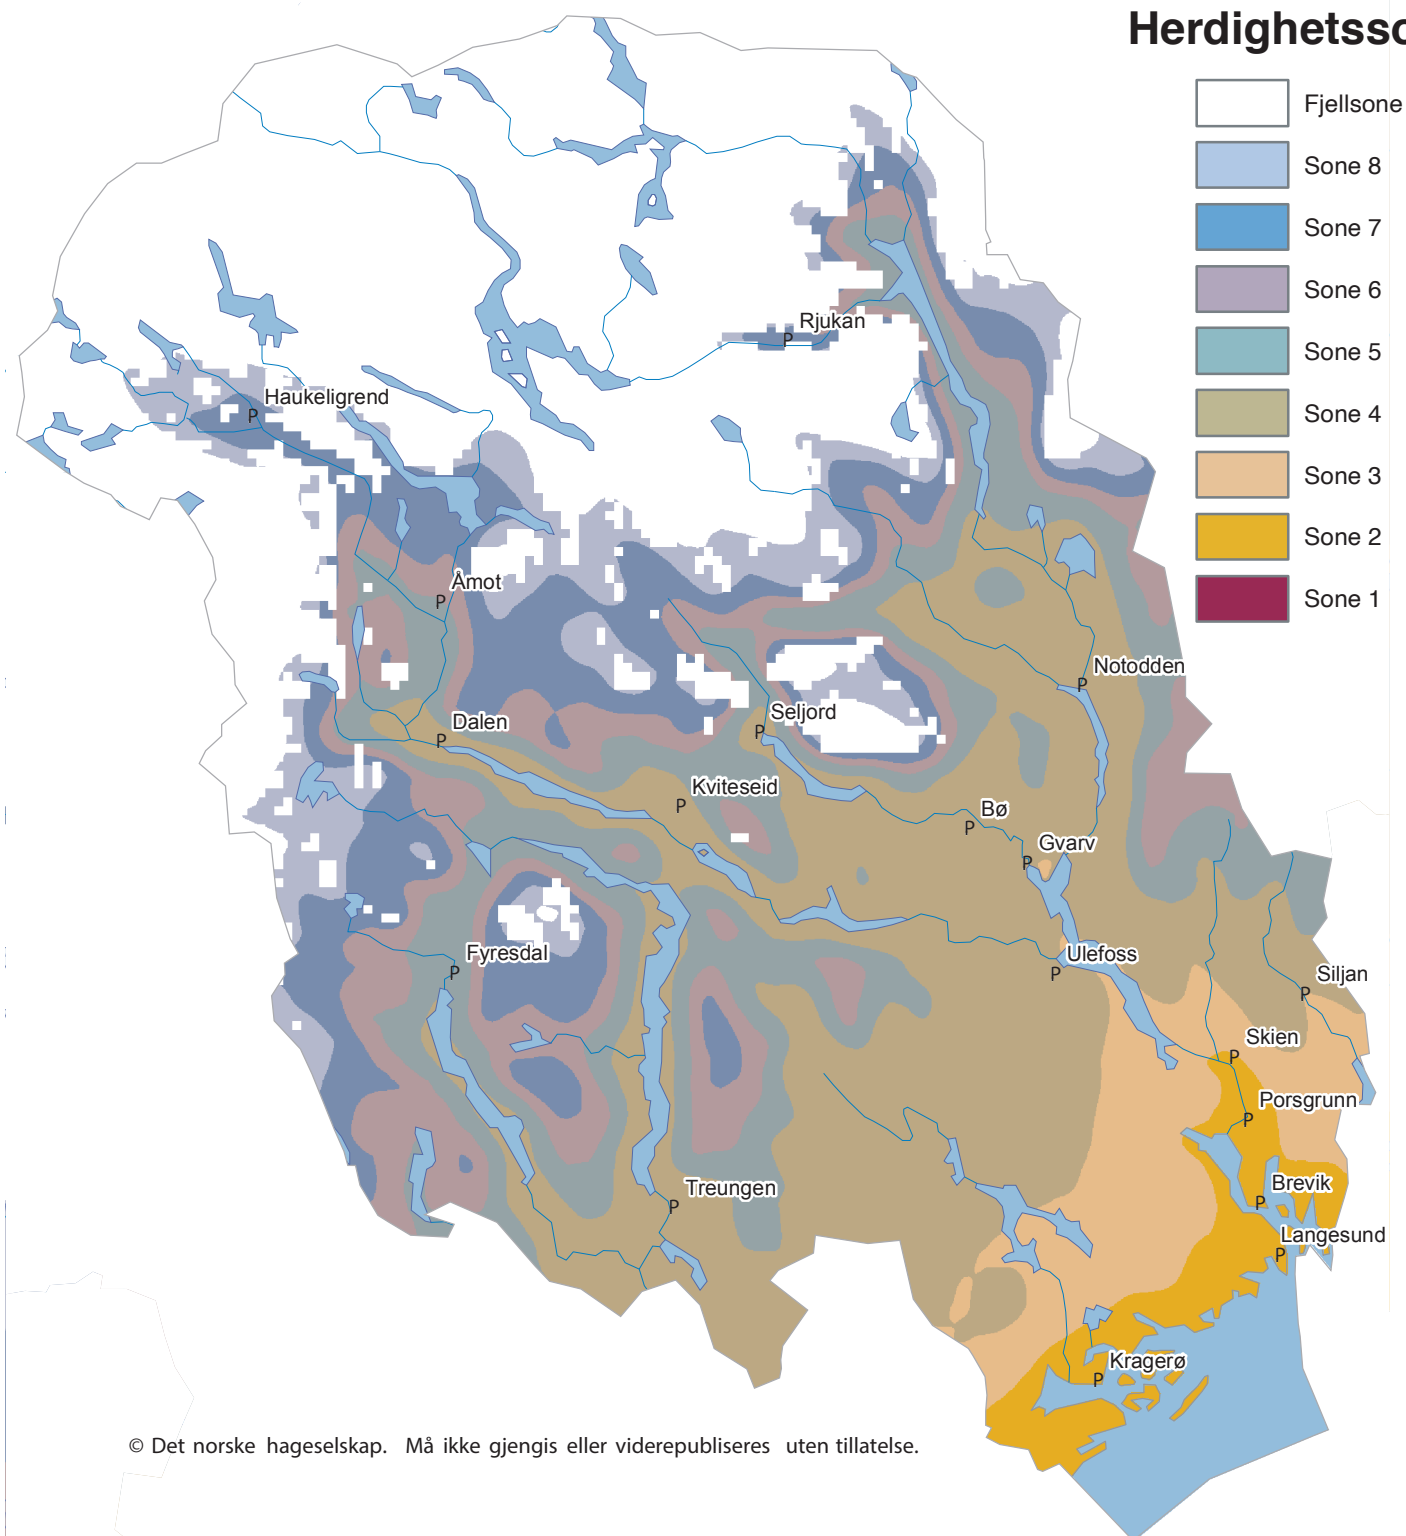 Herdighetsso
Fjellsone
Sone 8
Sone 7
Sone 6
Sone 5
Sone 4
Sone 3
Sone 2
Sone 1
Rjukan
P
Haukeligrend
P
Åmot
P
Notodden
P
Dalen
P
Seljord
P
Kviteseid
P
Bø
P
Gvarv
P
Fyresdal
P
Ulefoss
P
Siljan
P
Skien
P
Porsgrunn
P
Treungen
P
Brevik
P
Langesund
P
Kragerø
P
© Det norske hageselskap. Må ikke gjengis eller viderepubliseres uten tillatelse.